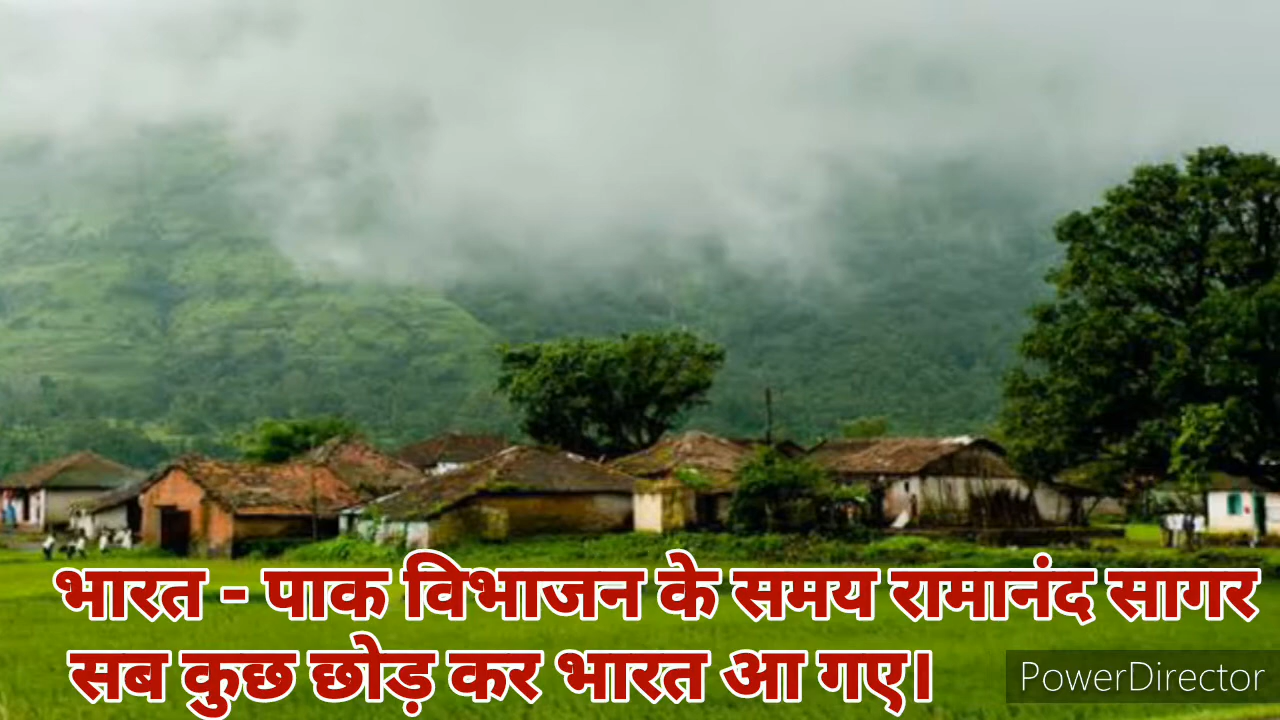 भारत - पाक विभाजन के समय रामानंद सागर
सब कुछ छोड़ कर भारत आ गए।
PowerDirector